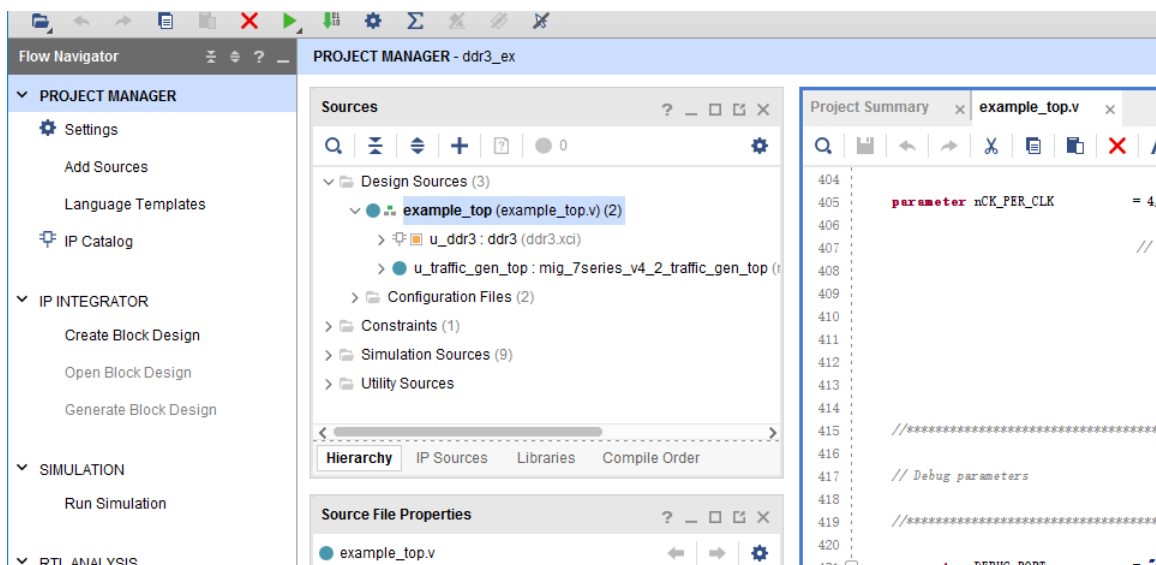 Flow Navigator
PROJECT MANAGER - ddr3_ex
PROJECT MANAGER
Settings
Add Sources
Language Templates
IP Catalog
IP INTEGRATOR
Create Block Design
Open Block Design
Generate Block Design
SIMULATION
Run Simulation
RTL ANALYSIS
Sources
0
Design Sources (3)
example_top (example_top.v) (2)
u_ddr3 : ddr3 (ddr3.xci)
u_traffic_gen_top : mig_7series_v4_2_traffic_gen_top
Configuration Files (2)
Constraints (1)
Simulation Sources (9)
Utility Sources
Hierarchy IP Sources Libraries Compile Order
Source File Properties
example_top.v
Project Summary example_top.v
404
405 parameter nCK_PER_CLK = 4,
406
407 //
408
409
410
411
412
413
414
415 //***********************************
416
417 // Debug parameters
418
419 //***********************************
420